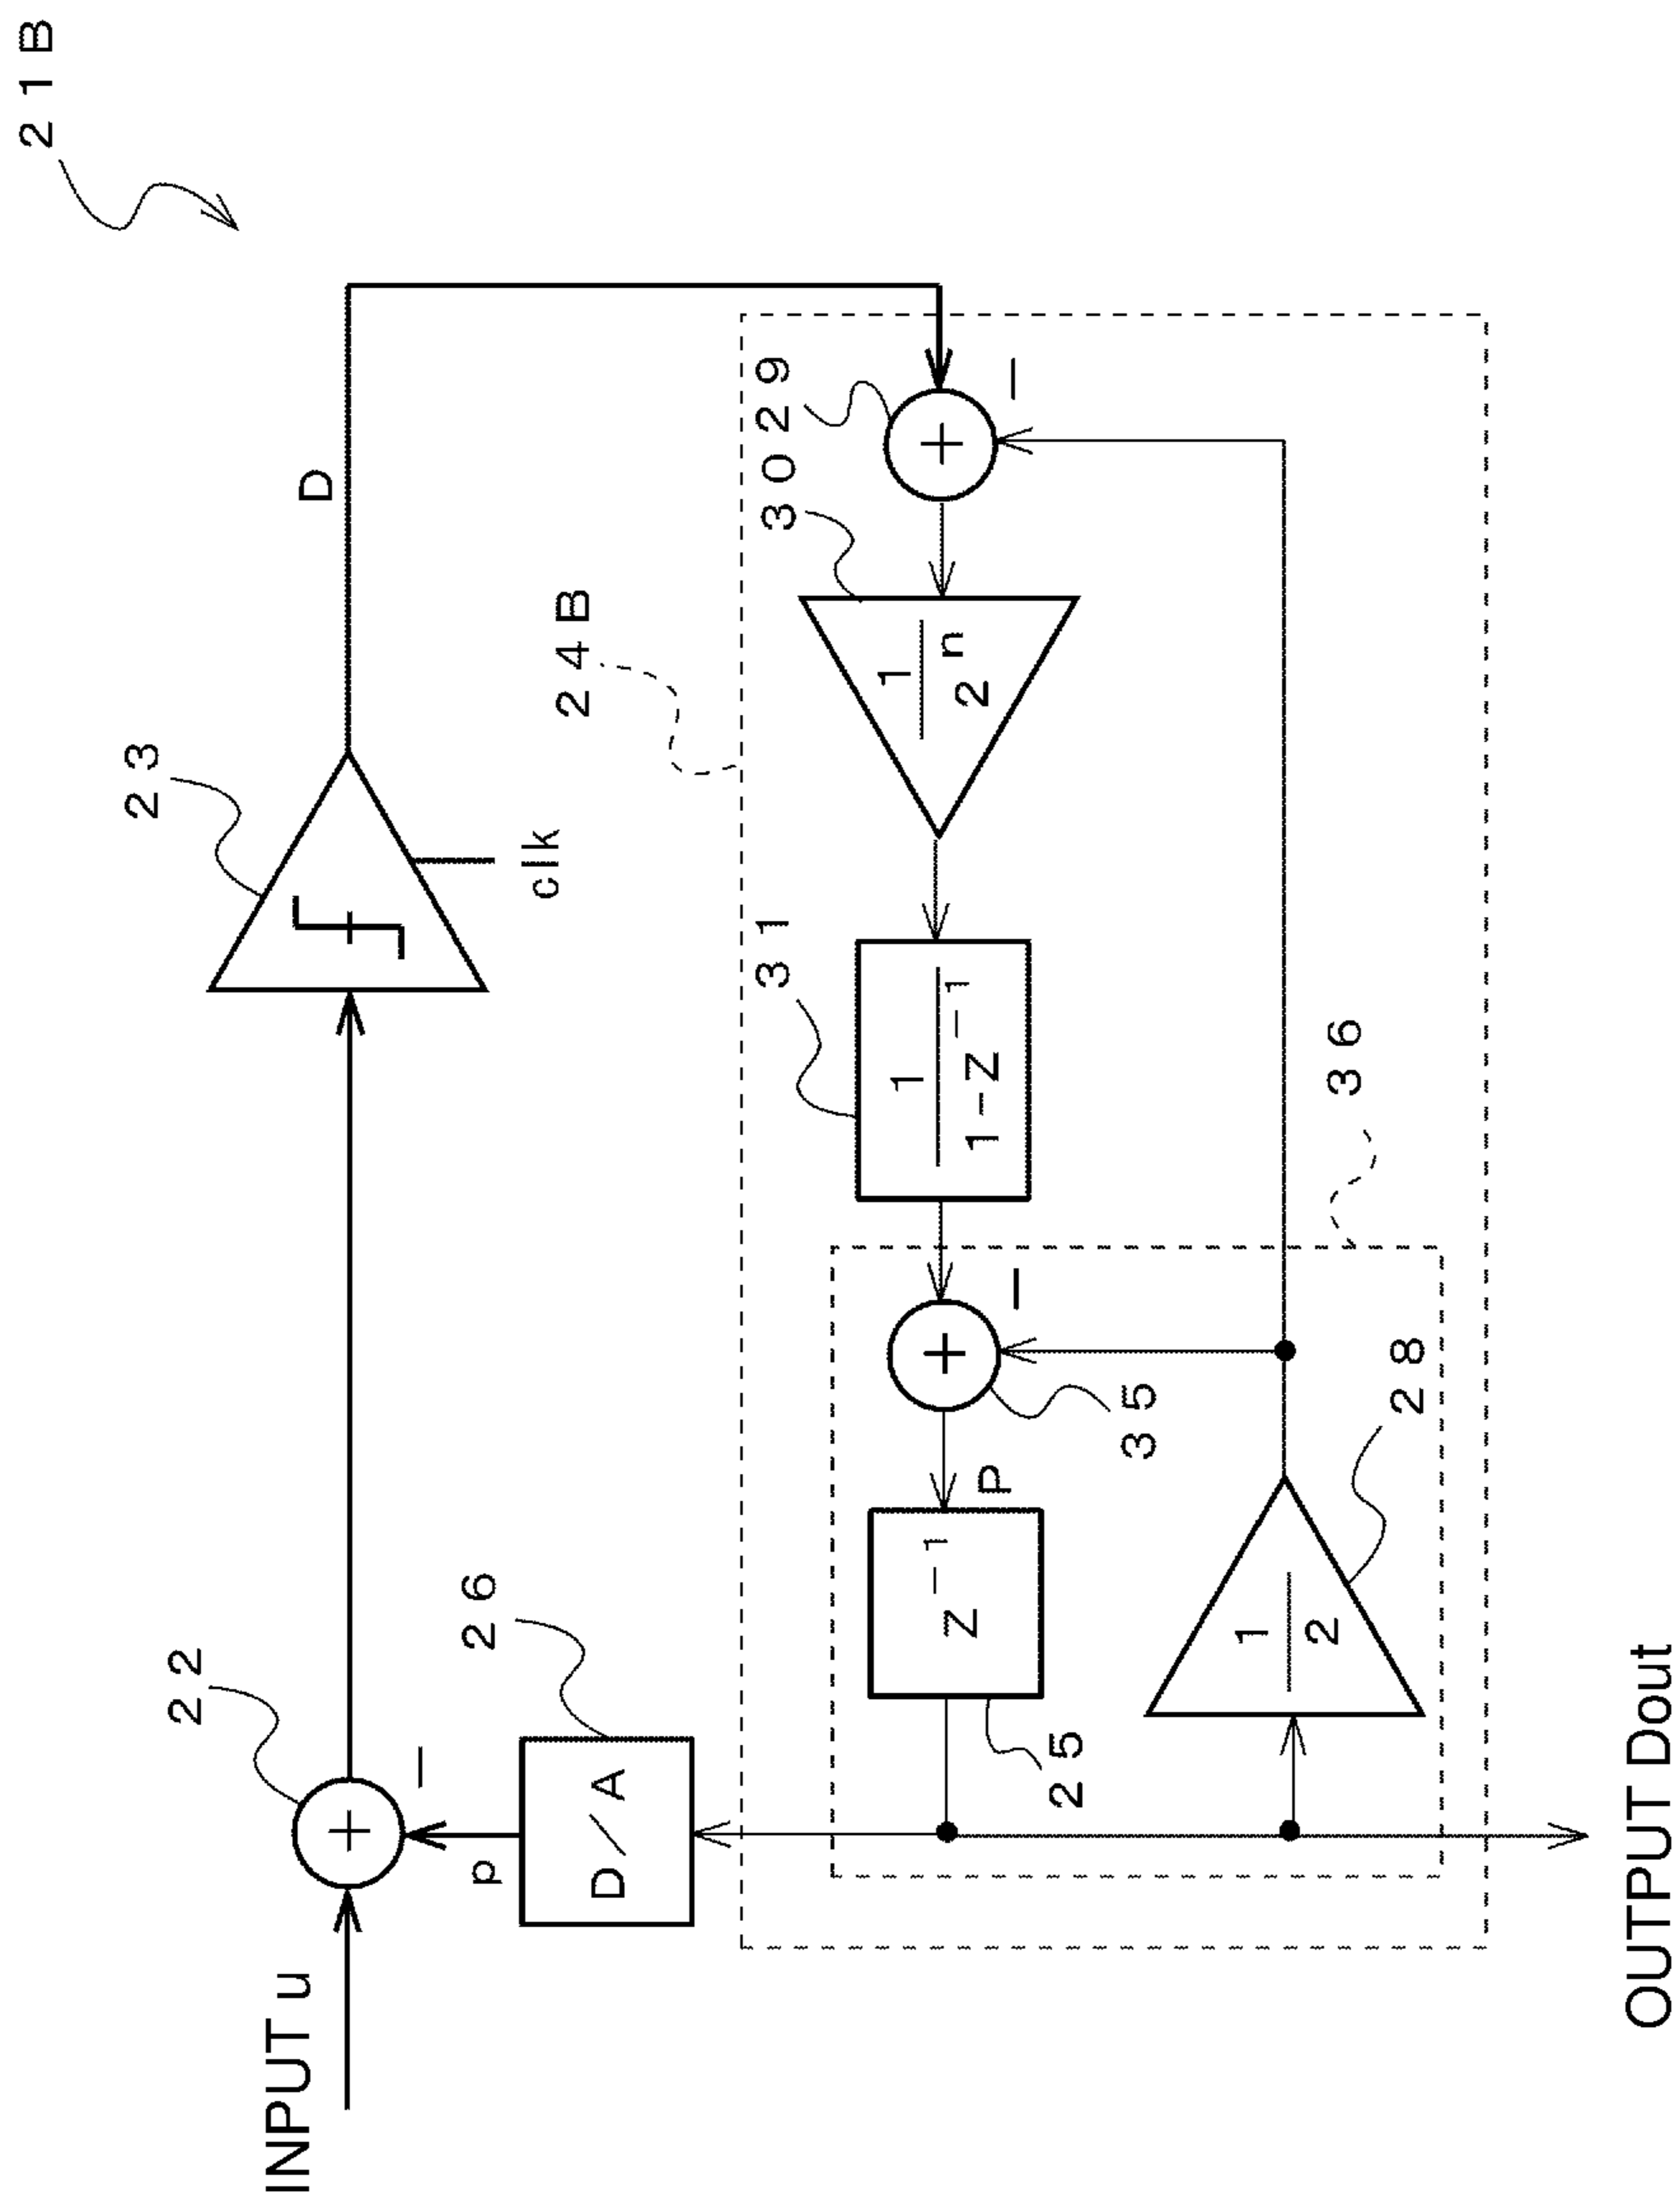 21B
INPUT u
22
+
−
p
D/A
26
23
clk
D
24B
29
+
−
30
1
2n
31
1
1-Z−1
36
+
−
35
P
Z−1
25
1
2
28
OUTPUT Dout